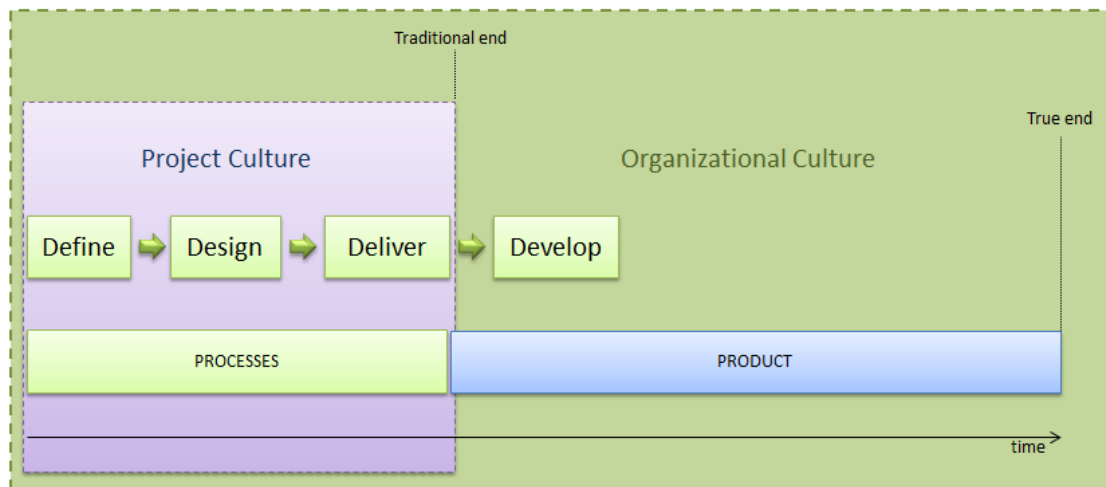 Traditional end
True end
Project Culture
Organizational Culture
Define
Design
Deliver
Develop
PROCESSES
PRODUCT
time